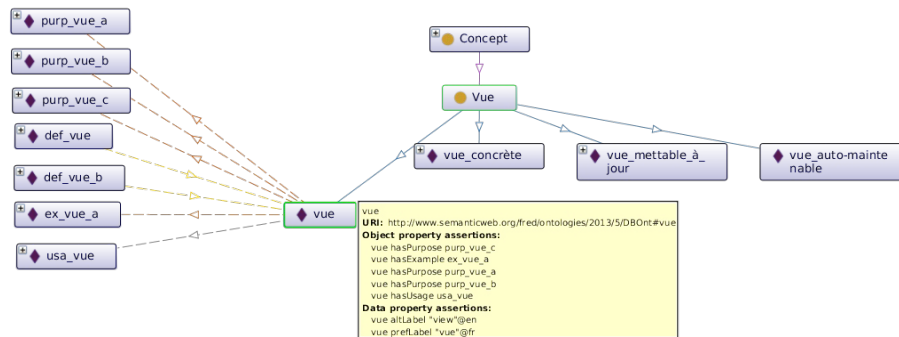 purp_vue_a
purp_vue_b
purp_vue_c
def_vue
def_vue_b
ex_vue_a
usa_vue
Concept
Vue
vue_concrète
vue_mettable_à_
jour
vue_auto-mainte
nable
vue
vue
URI: http://www.semanticweb.org/fred/ontologies/2013/5/DBOnt#vue
Object property assertions:
vue hasPurpose purp_vue_c
vue hasExample ex_vue_a
vue hasPurpose purp_vue_a
vue hasPurpose purp_vue_b
vue hasUsage usa_vue
Data property assertions:
vue altLabel "view"@en
vue prefLabel "vue"@fr